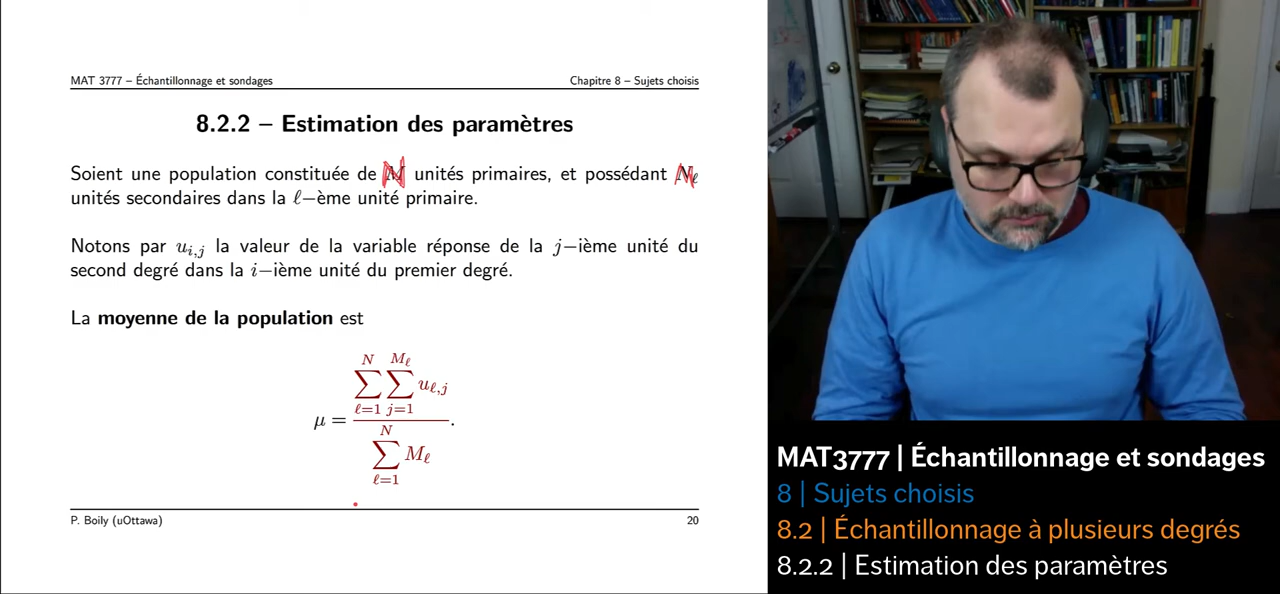 MAT 3777 – Échantillonnage et sondages
Chapitre 8 – Sujets choisis
8.2.2 – Estimation des paramètres
Soient une population constituée de N unités primaires, et possédant M_ℓ
unités secondaires dans la ℓ−ème unité primaire.
Notons par u_{i,j} la valeur de la variable réponse de la j−ième unité du
second degré dans la i−ième unité du premier degré.
La moyenne de la population est
μ = \frac{\sum_{ℓ=1}^{N} \sum_{j=1}^{M_ℓ} u_{ℓ,j}}{\sum_{ℓ=1}^{N} M_ℓ}.
P. Boily (uOttawa)
20
MAT3777 | Échantillonnage et sondages
8 | Sujets choisis
8.2 | Échantillonnage à plusieurs degrés
8.2.2 | Estimation des paramètres